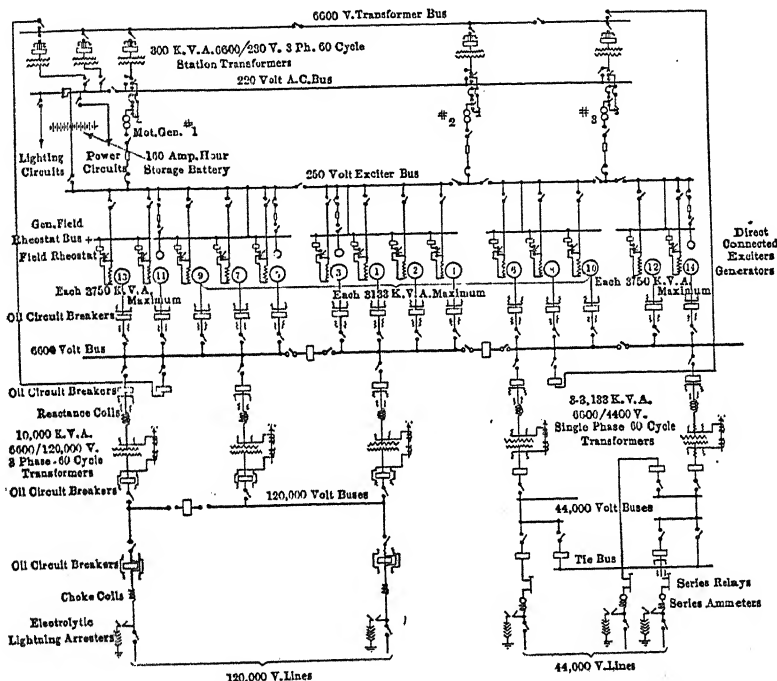 6600 V. Transformer Bus
300 K.V.A. 6600/230 V. 3 Ph. 60 Cycle
Station Transformers
220 Volt A.C. Bus
Mot. Gen. #1
#2
#3
Lighting
Circuits
Power
Circuits
160 Amp. Hour
Storage Battery
250 Volt Exciter Bus
Gen. Field
Rheostat Bus +
Field Rheostat
Direct
Connected
Exciters
Generators
13 11 9 7 5 3 1 2 4 6 8 10 12 14
Each 3750 K.V.A.
Maximum
Each 3133 K.V.A. Maximum
Each 3750 K.V.A.
Maximum
Oil Circuit Breakers
6600 Volt Bus
Oil Circuit Breakers
Reactance Coils
10,000 K.V.A.
6600/120,000 V.
3 Phase - 60 Cycle
Transformers
3-3,133 K.V.A.
6600/4400 V.
Single Phase 60 Cycle
Transformers
Oil Circuit Breakers
120,000 Volt Buses
44,000 Volt Buses
Tie Bus
Oil Circuit Breakers
Choke Coils
Series Relays
Series Ammeters
Electrolytic
Lightning Arresters
120,000 V. Lines
44,000 V. Lines